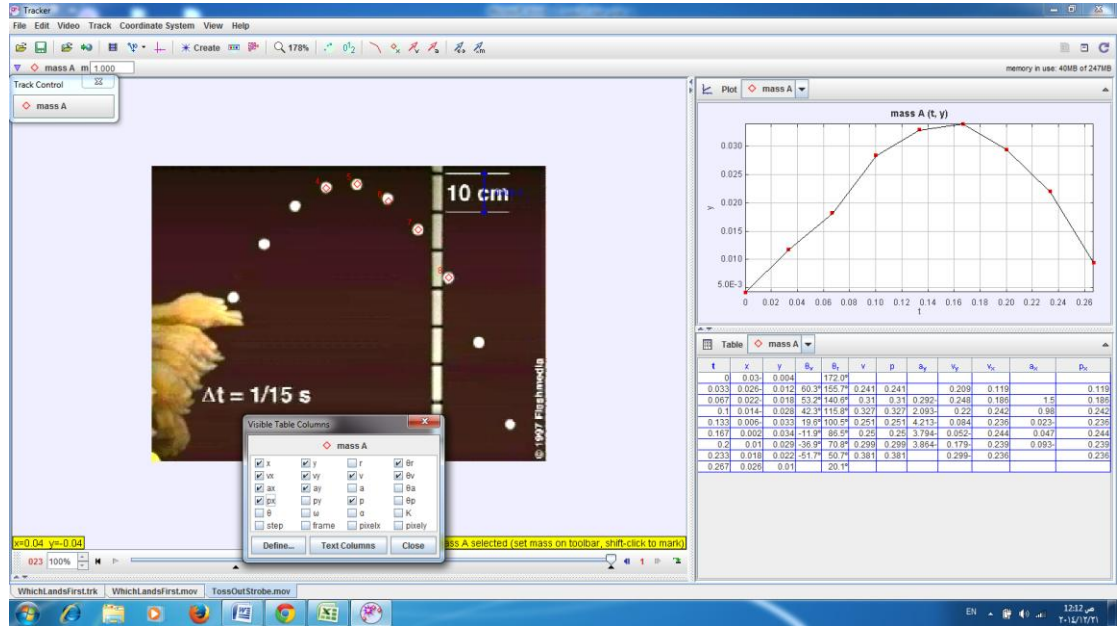 Tracker
File Edit Video Track Coordinate System View Help
Create 178%
mass A m 1.000
memory in use: 40MB of 247MB
Track Control
mass A
Plot mass A
mass A (t, y)
0.030
0.025
0.020
0.015
0.010
5.0E-3
y
0 0.02 0.04 0.06 0.08 0.10 0.12 0.14 0.16 0.18 0.20 0.22 0.24 0.26
t
10 cm
Δt = 1/15 s
© 1997 Flashmedia
Table mass A
t x y θv θr v p ay vy vx ax px
0 0.03- 0.004 172.0°
0.033 0.026- 0.012 60.3° 155.7° 0.241 0.241 0.209 0.119 0.119
0.067 0.022- 0.018 53.2° 140.6° 0.31 0.31 0.292- 0.248 0.186 1.5 0.186
0.1 0.014- 0.028 42.3° 115.8° 0.327 0.327 2.093- 0.22 0.242 0.98 0.242
0.133 0.006- 0.033 19.6° 100.5° 0.251 0.251 4.213- 0.084 0.236 0.023- 0.236
0.167 0.002 0.034 -11.9° 86.5° 0.25 0.25 3.794- 0.052- 0.244 0.047 0.244
0.2 0.01 0.029 -36.9° 70.8° 0.299 0.299 3.864- 0.179- 0.239 0.093- 0.239
0.233 0.018 0.022 -51.7° 50.7° 0.381 0.381 0.299- 0.236 0.236
0.267 0.026 0.01 20.1°
Visible Table Columns
mass A
x y r θr
vx vy v θv
ax ay a θa
px py p θp
θ ω α K
step frame pixelx pixely
Define... Text Columns Close
x=0.04 y=-0.04
ass A selected (set mass on toolbar, shift-click to mark)
023 100% 1
WhichLandsFirst.trk WhichLandsFirst.mov TossOutStrobe.mov
EN
12:12 ص
٢٠١٤/١٢/٢١